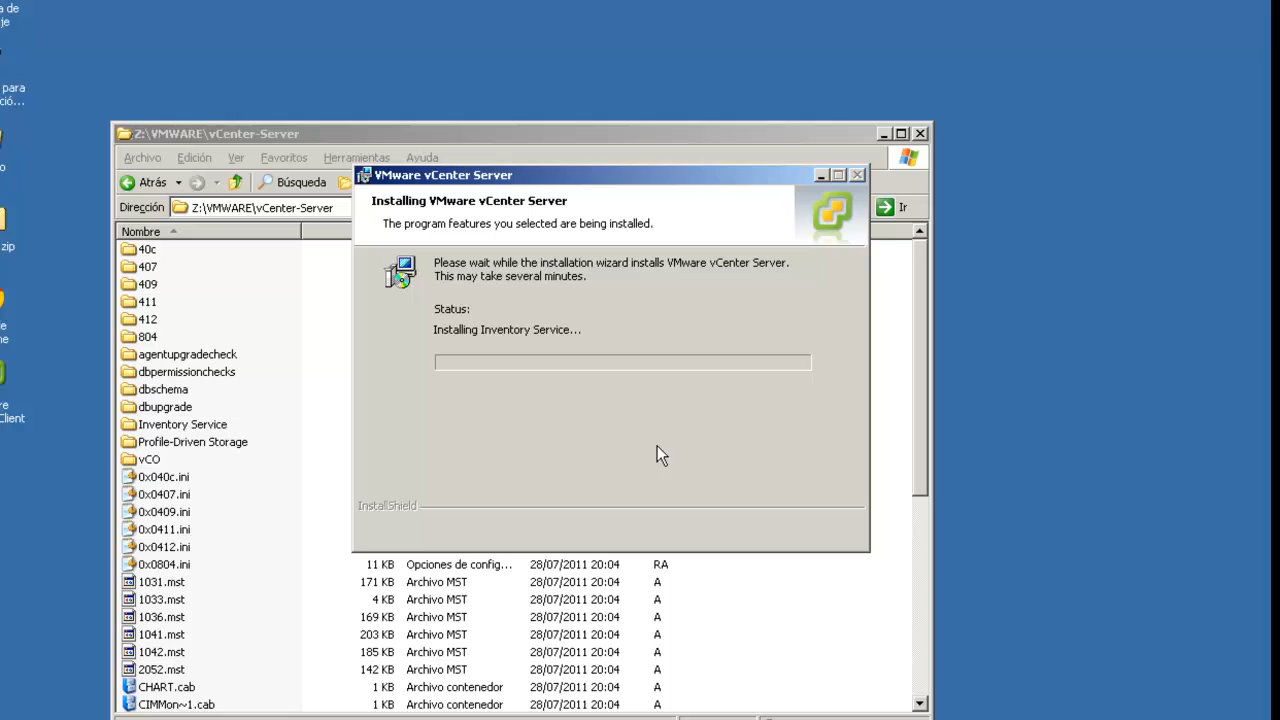 a de
je
para
ció...
o
zip
e
ne
re
Client
Z:\VMWARE\vCenter-Server
Archivo Edición Ver Favoritos Herramientas Ayuda
Atrás Búsqueda
Dirección Z:\VMWARE\vCenter-Server Ir
Nombre
40c
407
409
411
412
804
agentupgradecheck
dbpermissionchecks
dbschema
dbupgrade
Inventory Service
Profile-Driven Storage
vCO
0x040c.ini
0x0407.ini
0x0409.ini
0x0411.ini
0x0412.ini
0x0804.ini 11 KB Opciones de config... 28/07/2011 20:04 RA
1031.mst 171 KB Archivo MST 28/07/2011 20:04 A
1033.mst 4 KB Archivo MST 28/07/2011 20:04 A
1036.mst 169 KB Archivo MST 28/07/2011 20:04 A
1041.mst 203 KB Archivo MST 28/07/2011 20:04 A
1042.mst 185 KB Archivo MST 28/07/2011 20:04 A
2052.mst 142 KB Archivo MST 28/07/2011 20:04 A
CHART.cab 1 KB Archivo contenedor 28/07/2011 20:04 A
CIMMon~1.cab 1 KB Archivo contenedor 28/07/2011 20:04 A
VMware vCenter Server
Installing VMware vCenter Server
The program features you selected are being installed.
Please wait while the installation wizard installs VMware vCenter Server.
This may take several minutes.
Status:
Installing Inventory Service...
InstallShield